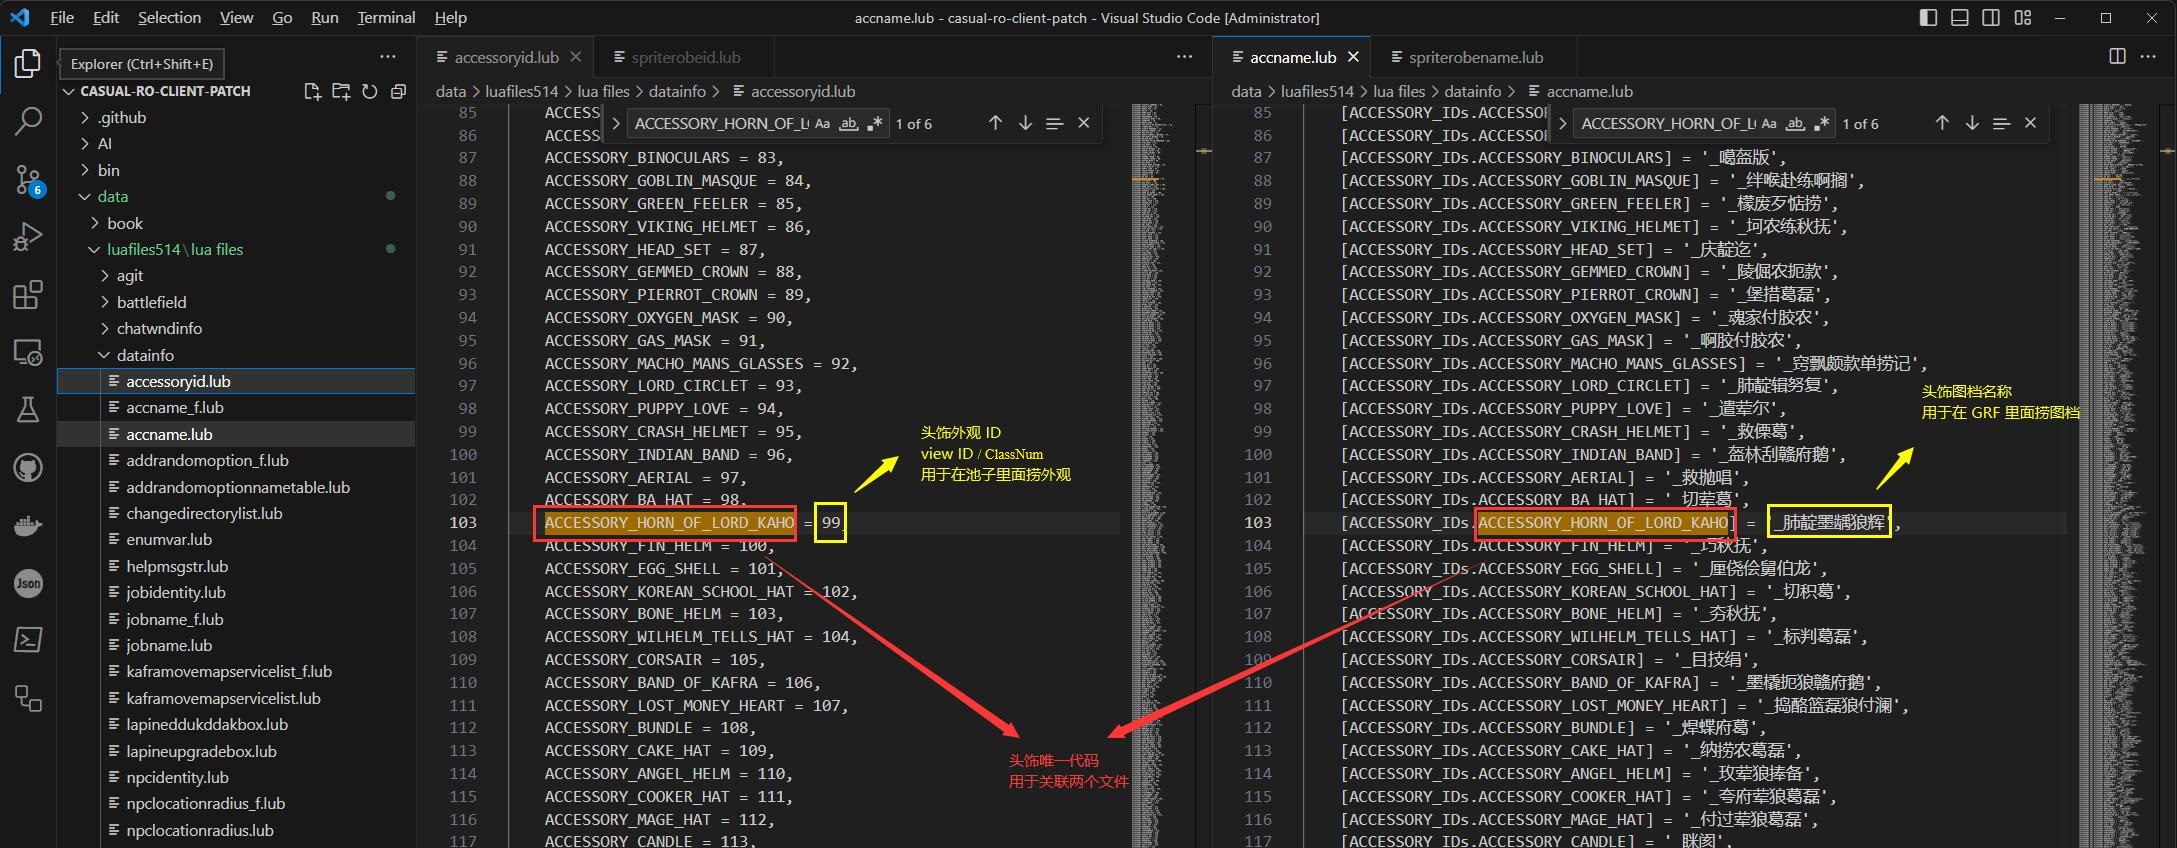 File Edit Selection View Go Run Terminal Help
accname.lub - casual-ro-client-patch - Visual Studio Code [Administrator]
Explorer (Ctrl+Shift+E)
CASUAL-RO-CLIENT-PATCH
.github
AI
bin
data
book
luafiles514\lua files
agit
battlefield
chatwndinfo
datainfo
accessoryid.lub
accname_f.lub
accname.lub
addrandomoption_f.lub
addrandomoptionnametable.lub
changedirectorylist.lub
enumvar.lub
helpmsgstr.lub
jobidentity.lub
jobname_f.lub
jobname.lub
kaframovemapservicelist_f.lub
kaframovemapservicelist.lub
lapineddukddakbox.lub
lapineupgradebox.lub
npcidentity.lub
npclocationradius_f.lub
npclocationradius.lub
6
Json
accessoryid.lub
spriterobeid.lub
data > luafiles514 > lua files > datainfo > accessoryid.lub
ACCESSORY_HORN_OF_L Aa ab .* 1 of 6
85 ACCESS
86 ACCESS
87 ACCESSORY_BINOCULARS = 83,
88 ACCESSORY_GOBLIN_MASQUE = 84,
89 ACCESSORY_GREEN_FEELER = 85,
90 ACCESSORY_VIKING_HELMET = 86,
91 ACCESSORY_HEAD_SET = 87,
92 ACCESSORY_GEMMED_CROWN = 88,
93 ACCESSORY_PIERROT_CROWN = 89,
94 ACCESSORY_OXYGEN_MASK = 90,
95 ACCESSORY_GAS_MASK = 91,
96 ACCESSORY_MACHO_MANS_GLASSES = 92,
97 ACCESSORY_LORD_CIRCLET = 93,
98 ACCESSORY_PUPPY_LOVE = 94,
99 ACCESSORY_CRASH_HELMET = 95,
100 ACCESSORY_INDIAN_BAND = 96,
101 ACCESSORY_AERIAL = 97,
102 ACCESSORY_BA_HAT = 98,
103 ACCESSORY_HORN_OF_LORD_KAHO = 99,
104 ACCESSORY_FIN_HELM = 100,
105 ACCESSORY_EGG_SHELL = 101,
106 ACCESSORY_KOREAN_SCHOOL_HAT = 102,
107 ACCESSORY_BONE_HELM = 103,
108 ACCESSORY_WILHELM_TELLS_HAT = 104,
109 ACCESSORY_CORSAIR = 105,
110 ACCESSORY_BAND_OF_KAFRA = 106,
111 ACCESSORY_LOST_MONEY_HEART = 107,
112 ACCESSORY_BUNDLE = 108,
113 ACCESSORY_CAKE_HAT = 109,
114 ACCESSORY_ANGEL_HELM = 110,
115 ACCESSORY_COOKER_HAT = 111,
116 ACCESSORY_MAGE_HAT = 112,
117 ACCESSORY_CANDLE = 113,
头饰外观 ID
view ID / ClassNum
用于在池子里面捞外观
头饰唯一代码
用于关联两个文件
accname.lub
spriterobename.lub
data > luafiles514 > lua files > datainfo > accname.lub
ACCESSORY_HORN_OF_L Aa ab .* 1 of 6
85 [ACCESSORY_IDs.ACCESSO
86 [ACCESSORY_IDs.ACCESSO
87 [ACCESSORY_IDs.ACCESSORY_BINOCULARS] = '_噶盔版',
88 [ACCESSORY_IDs.ACCESSORY_GOBLIN_MASQUE] = '_绊喉赴练啊搁',
89 [ACCESSORY_IDs.ACCESSORY_GREEN_FEELER] = '_檬废歹惦捞',
90 [ACCESSORY_IDs.ACCESSORY_VIKING_HELMET] = '_坷农练秋抚',
91 [ACCESSORY_IDs.ACCESSORY_HEAD_SET] = '_庆靛迄',
92 [ACCESSORY_IDs.ACCESSORY_GEMMED_CROWN] = '_陵倔农扼款',
93 [ACCESSORY_IDs.ACCESSORY_PIERROT_CROWN] = '_堡措葛磊',
94 [ACCESSORY_IDs.ACCESSORY_OXYGEN_MASK] = '_魂家付胶农',
95 [ACCESSORY_IDs.ACCESSORY_GAS_MASK] = '_啊胶付胶农',
96 [ACCESSORY_IDs.ACCESSORY_MACHO_MANS_GLASSES] = '_窍飘颇款单捞记',
97 [ACCESSORY_IDs.ACCESSORY_LORD_CIRCLET] = '_肺靛辑努复',
98 [ACCESSORY_IDs.ACCESSORY_PUPPY_LOVE] = '_遣荤尔',
99 [ACCESSORY_IDs.ACCESSORY_CRASH_HELMET] = '_救傈葛',
100 [ACCESSORY_IDs.ACCESSORY_INDIAN_BAND] = '_盔林刮赣府鹅',
101 [ACCESSORY_IDs.ACCESSORY_AERIAL] = '_救抛唱',
102 [ACCESSORY_IDs.ACCESSORY_BA_HAT] = '_切荤葛',
103 [ACCESSORY_IDs.ACCESSORY_HORN_OF_LORD_KAHO] = '_肺靛墨龋狼辉',
104 [ACCESSORY_IDs.ACCESSORY_FIN_HELM] = '_巧秋抚',
105 [ACCESSORY_IDs.ACCESSORY_EGG_SHELL] = '_厘侥侩舅伯龙',
106 [ACCESSORY_IDs.ACCESSORY_KOREAN_SCHOOL_HAT] = '_切积葛',
107 [ACCESSORY_IDs.ACCESSORY_BONE_HELM] = '_夯秋抚',
108 [ACCESSORY_IDs.ACCESSORY_WILHELM_TELLS_HAT] = '_标判葛磊',
109 [ACCESSORY_IDs.ACCESSORY_CORSAIR] = '_目技绢',
110 [ACCESSORY_IDs.ACCESSORY_BAND_OF_KAFRA] = '_墨橇扼狼赣府鹅',
111 [ACCESSORY_IDs.ACCESSORY_LOST_MONEY_HEART] = '_捣酪篮磊狼付澜',
112 [ACCESSORY_IDs.ACCESSORY_BUNDLE] = '_焊蝶府葛',
113 [ACCESSORY_IDs.ACCESSORY_CAKE_HAT] = '_纳捞农葛磊',
114 [ACCESSORY_IDs.ACCESSORY_ANGEL_HELM] = '_玫荤狼捧备',
115 [ACCESSORY_IDs.ACCESSORY_COOKER_HAT] = '_夸府荤狼葛磊',
116 [ACCESSORY_IDs.ACCESSORY_MAGE_HAT] = '_付过荤狼葛磊',
117 [ACCESSORY_IDs.ACCESSORY_CANDLE] = '_眯阂',
头饰图档名称
用于在 GRF 里面捞图档